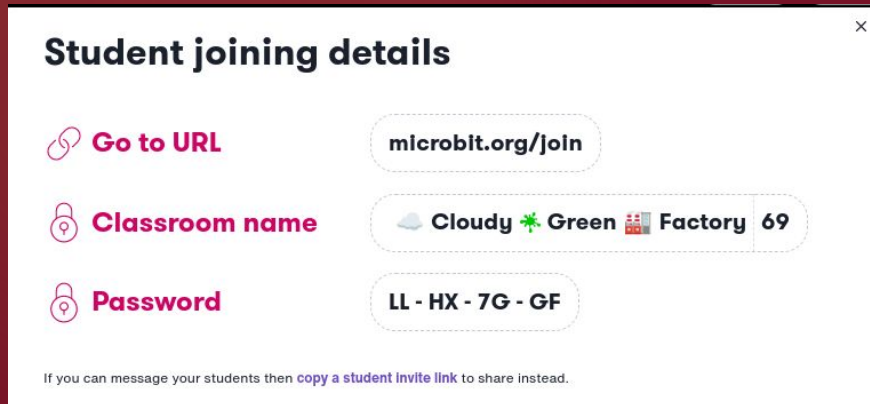 Student joining details
Go to URL microbit.org/join
Classroom name ☁️ Cloudy Green 🏭 Factory 69
Password LL - HX - 7G - GF
If you can message your students then copy a student invite link to share instead.